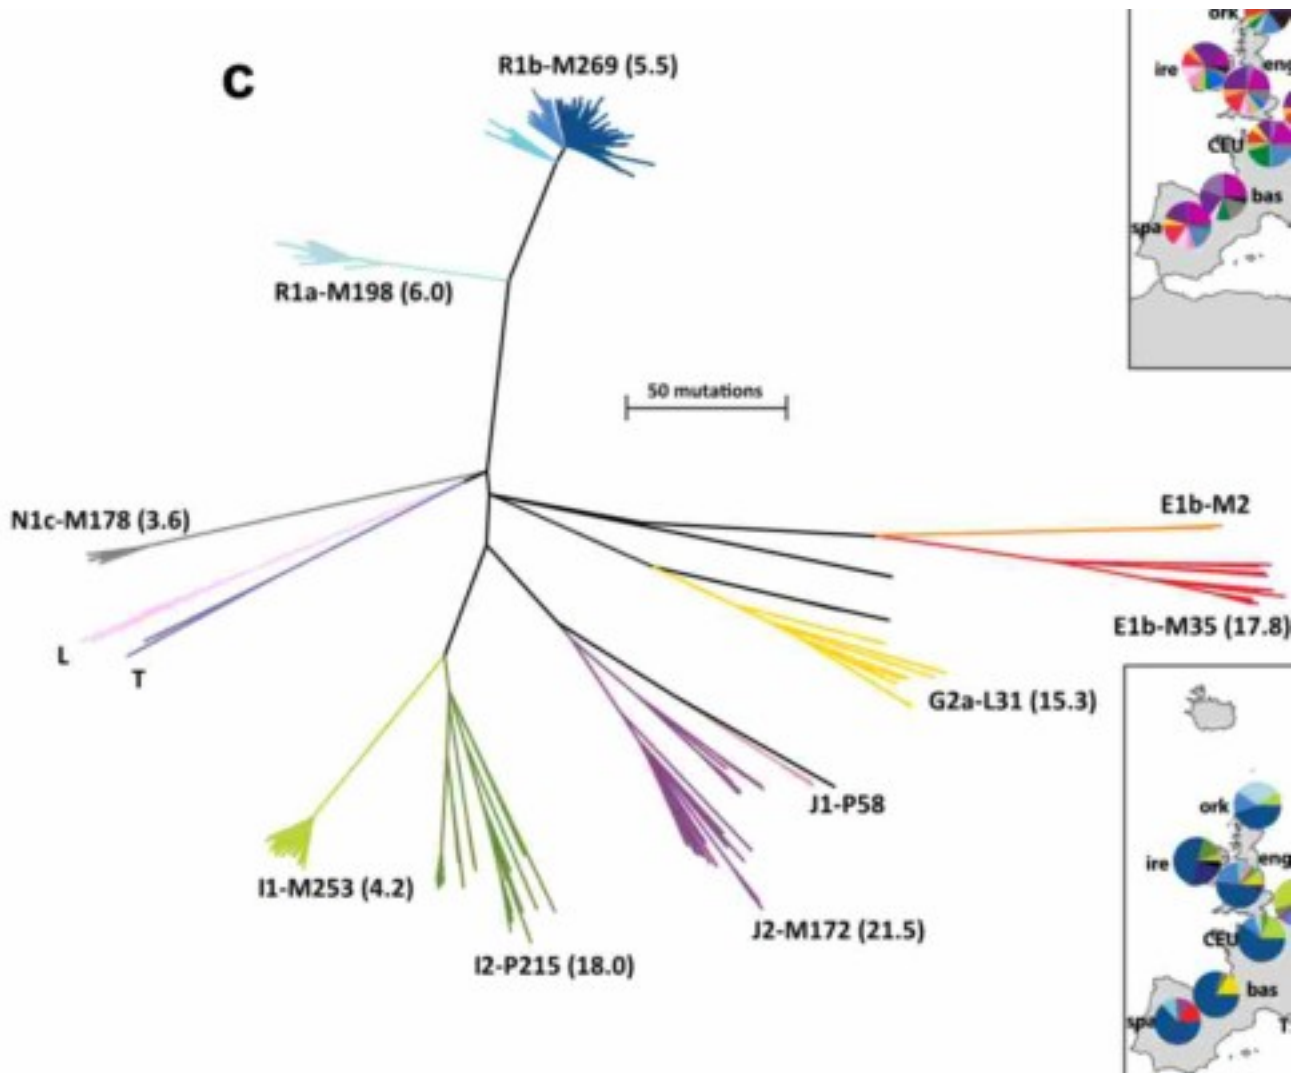 C
R1b-M269 (5.5)
R1a-M198 (6.0)
50 mutations
N1c-M178 (3.6)
L
T
E1b-M2
E1b-M35 (17.8)
G2a-L31 (15.3)
J1-P58
I1-M253 (4.2)
J2-M172 (21.5)
I2-P215 (18.0)
ork
ire
eng
CEU
bas
spa
ork
ire
eng
CEU
bas
spa
T